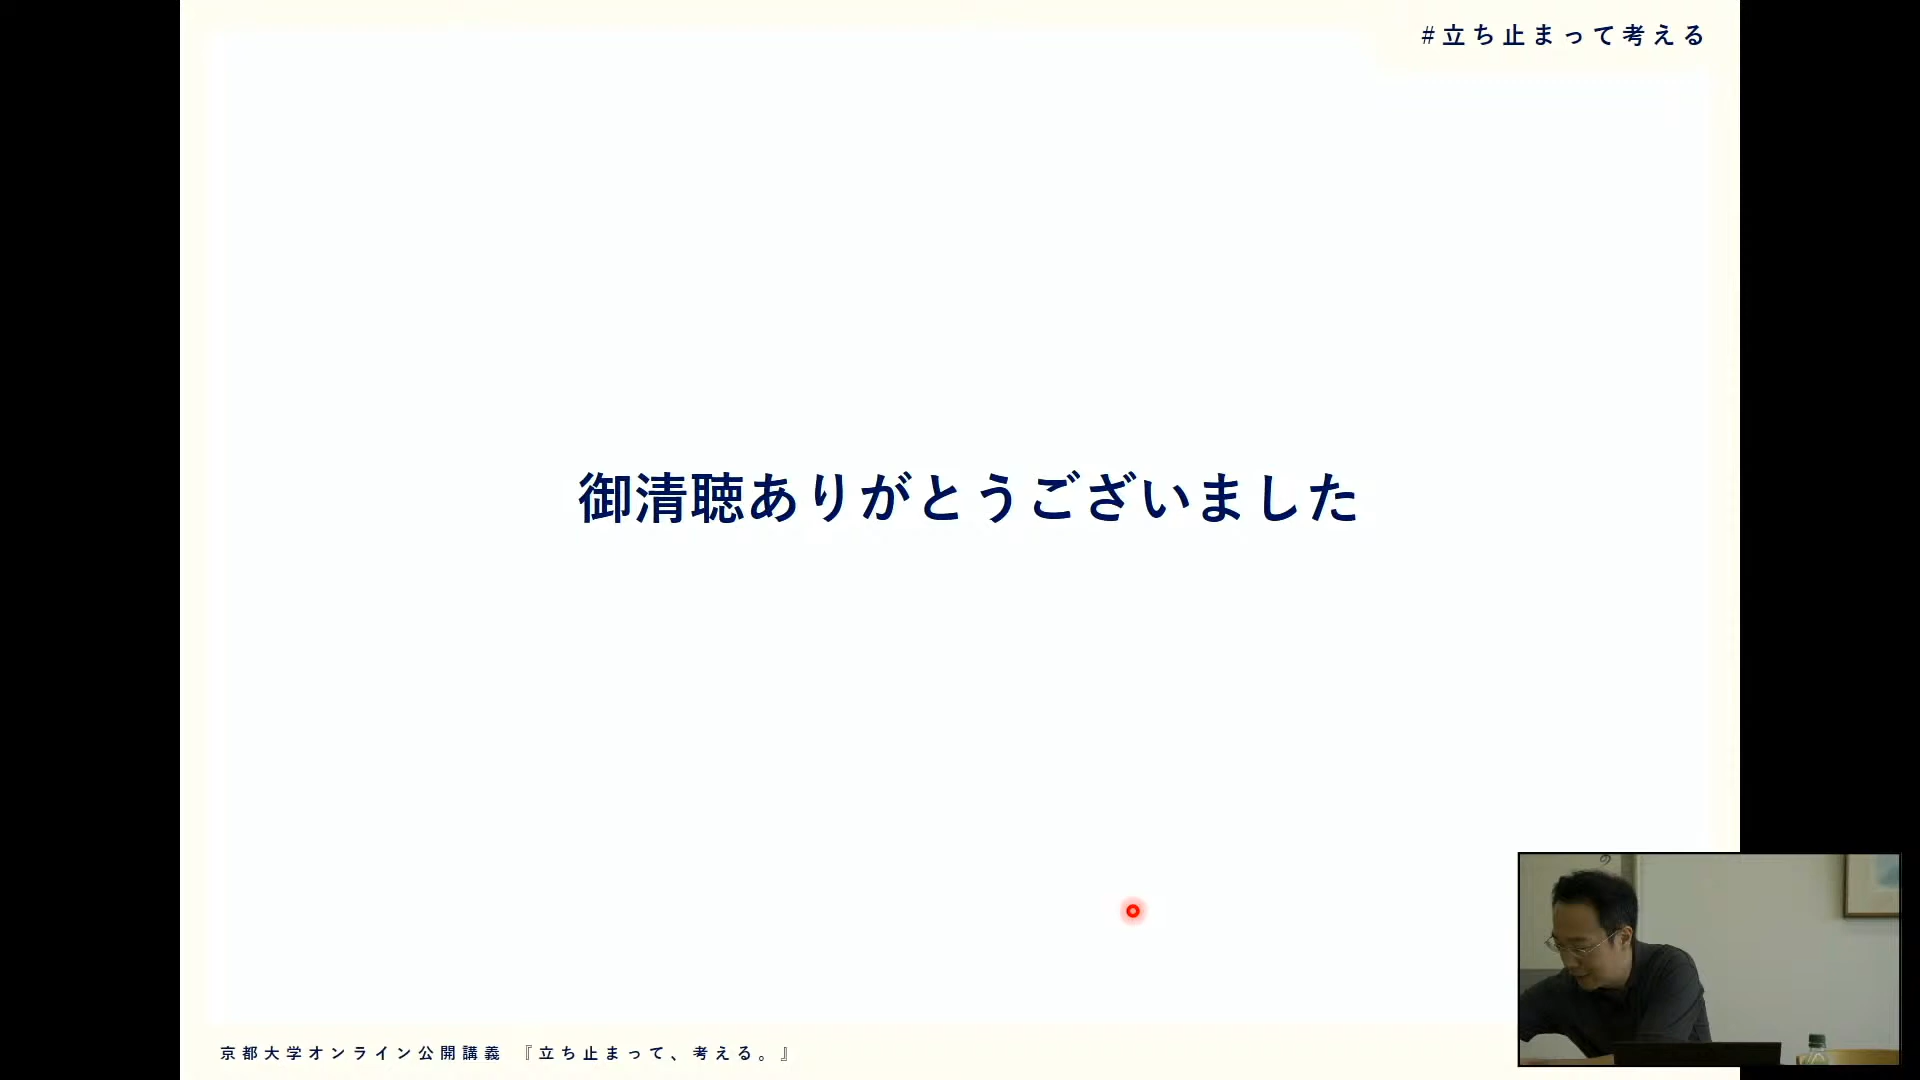 #立ち止まって考える
御清聴ありがとうございました
の
京都大学オンライン公開講義 『立ち止まって、考える。』